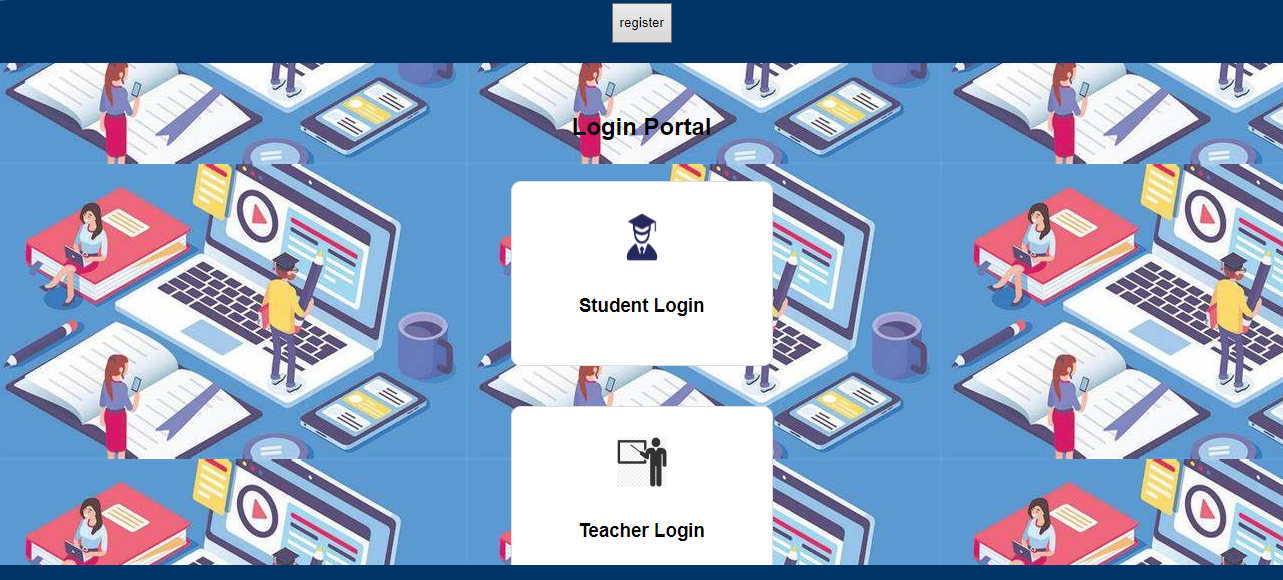 register
Login Portal
Student Login
Teacher Login